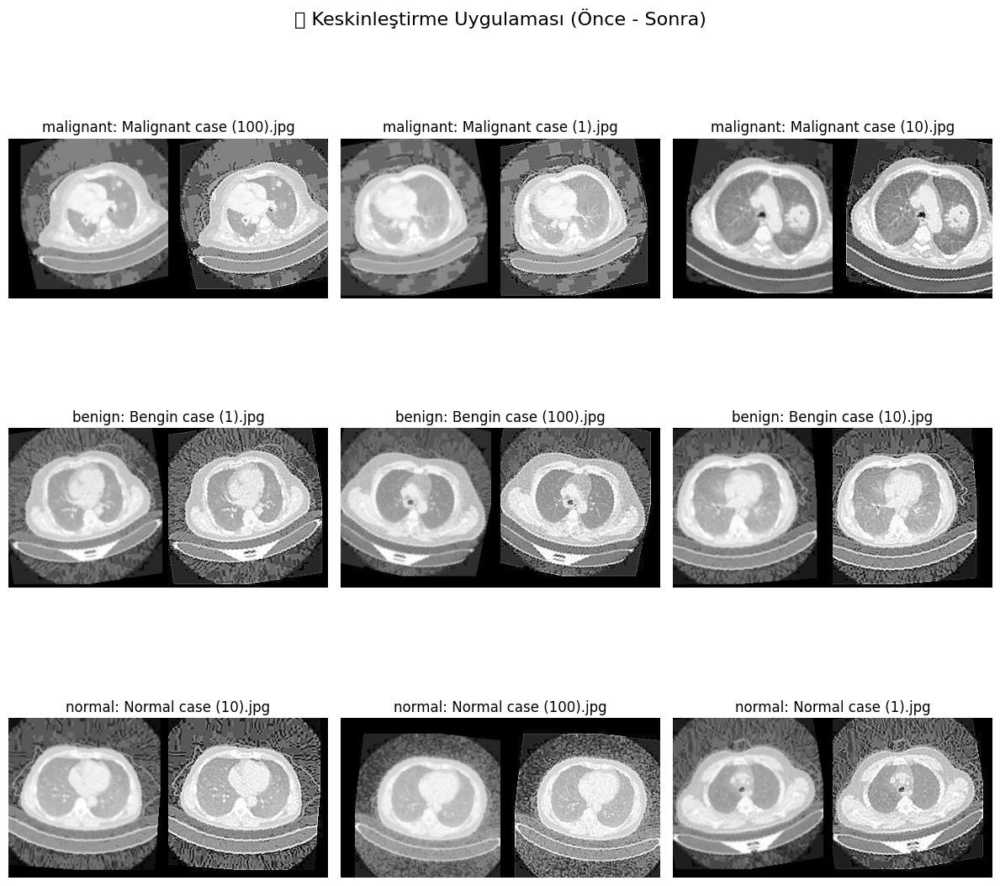 Keskinleştirme Uygulaması (Önce - Sonra)
malignant: Malignant case (100).jpg
malignant: Malignant case (1).jpg
malignant: Malignant case (10).jpg
benign: Bengin case (1).jpg
benign: Bengin case (100).jpg
benign: Bengin case (10).jpg
normal: Normal case (10).jpg
normal: Normal case (100).jpg
normal: Normal case (1).jpg